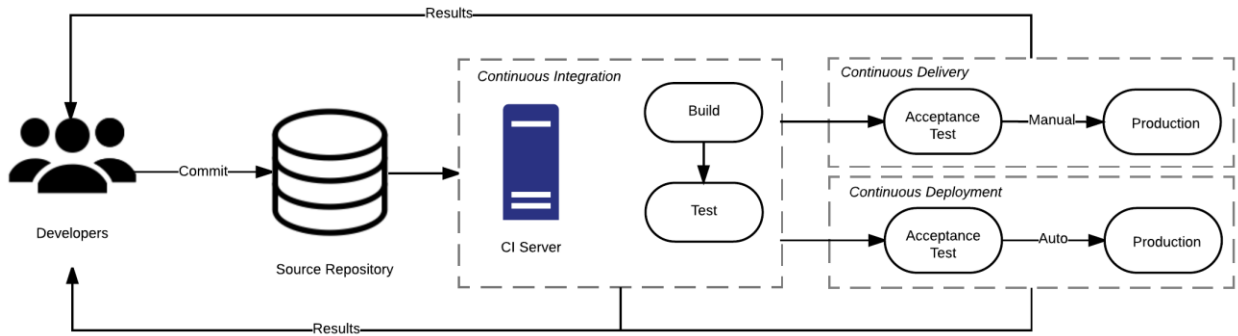 Results
Continuous Integration
Continuous Delivery
Build
Acceptance
Test
Manual
Production
Commit
Continuous Deployment
Test
Acceptance
Test
Auto
Production
Developers
CI Server
Source Repository
Results